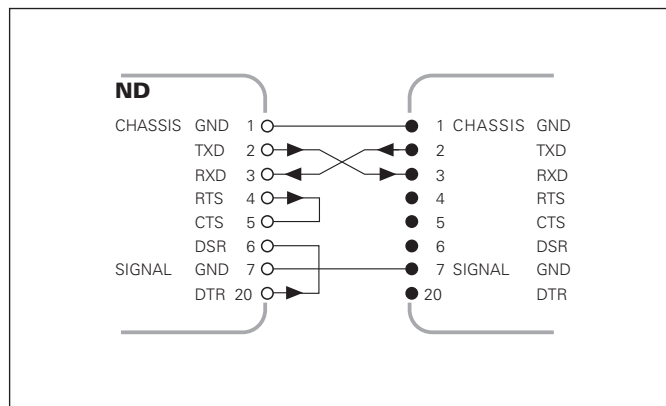 ND
CHASSIS GND 1 1 CHASSIS GND
TXD 2 2 TXD
RXD 3 3 RXD
RTS 4 4 RTS
CTS 5 5 CTS
DSR 6 6 DSR
SIGNAL GND 7 7 SIGNAL GND
DTR 20 20 DTR